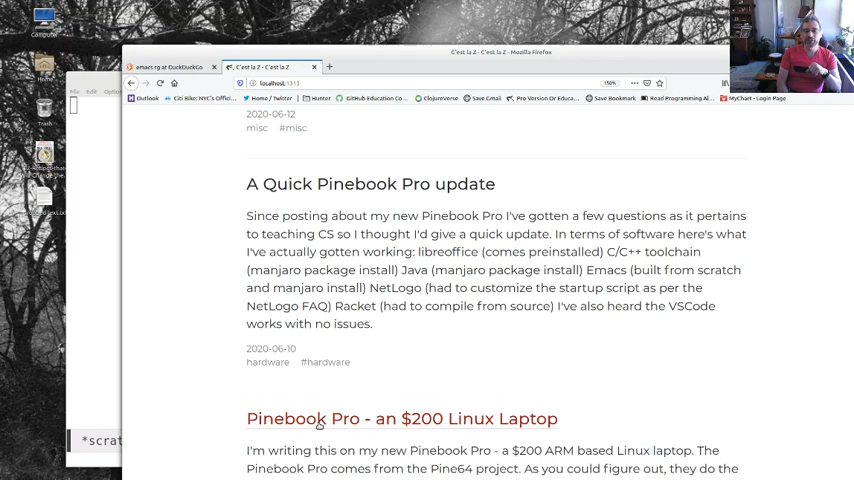 Computer
C'est la Z - C'est la Z - Mozilla Firefox
emacs rg at DuckDuckGo
C'est la Z - C'est la Z
File Edit Option
Home
localhost:1313
150%
Outlook
Citi Bike: NYC's Offici...
Home / Twitter
Hunter
GitHub Education Co...
ClojureVerse
Save Gmail
Pro Version Or Educa...
Save Bookmark
Read Programming Al...
MyChart - Login Page
Trash
2020-06-12
misc #misc
A Quick Pinebook Pro update
Since posting about my new Pinebook Pro I've gotten a few questions as it pertains
to teaching CS so I thought I'd give a quick update. In terms of software here's what
I've actually gotten working: libreoffice (comes preinstalled) C/C++ toolchain
(manjaro package install) Java (manjaro package install) Emacs (built from scratch
and manjaro install) NetLogo (had to customize the startup script as per the
NetLogo FAQ) Racket (had to compile from source) I've also heard the VSCode
works with no issues.
2020-06-10
hardware #hardware
Pinebook Pro - an $200 Linux Laptop
*scrat
I'm writing this on my new Pinebook Pro - a $200 ARM based Linux laptop. The
Pinebook Pro comes from the Pine64 project. As you could figure out, they do the